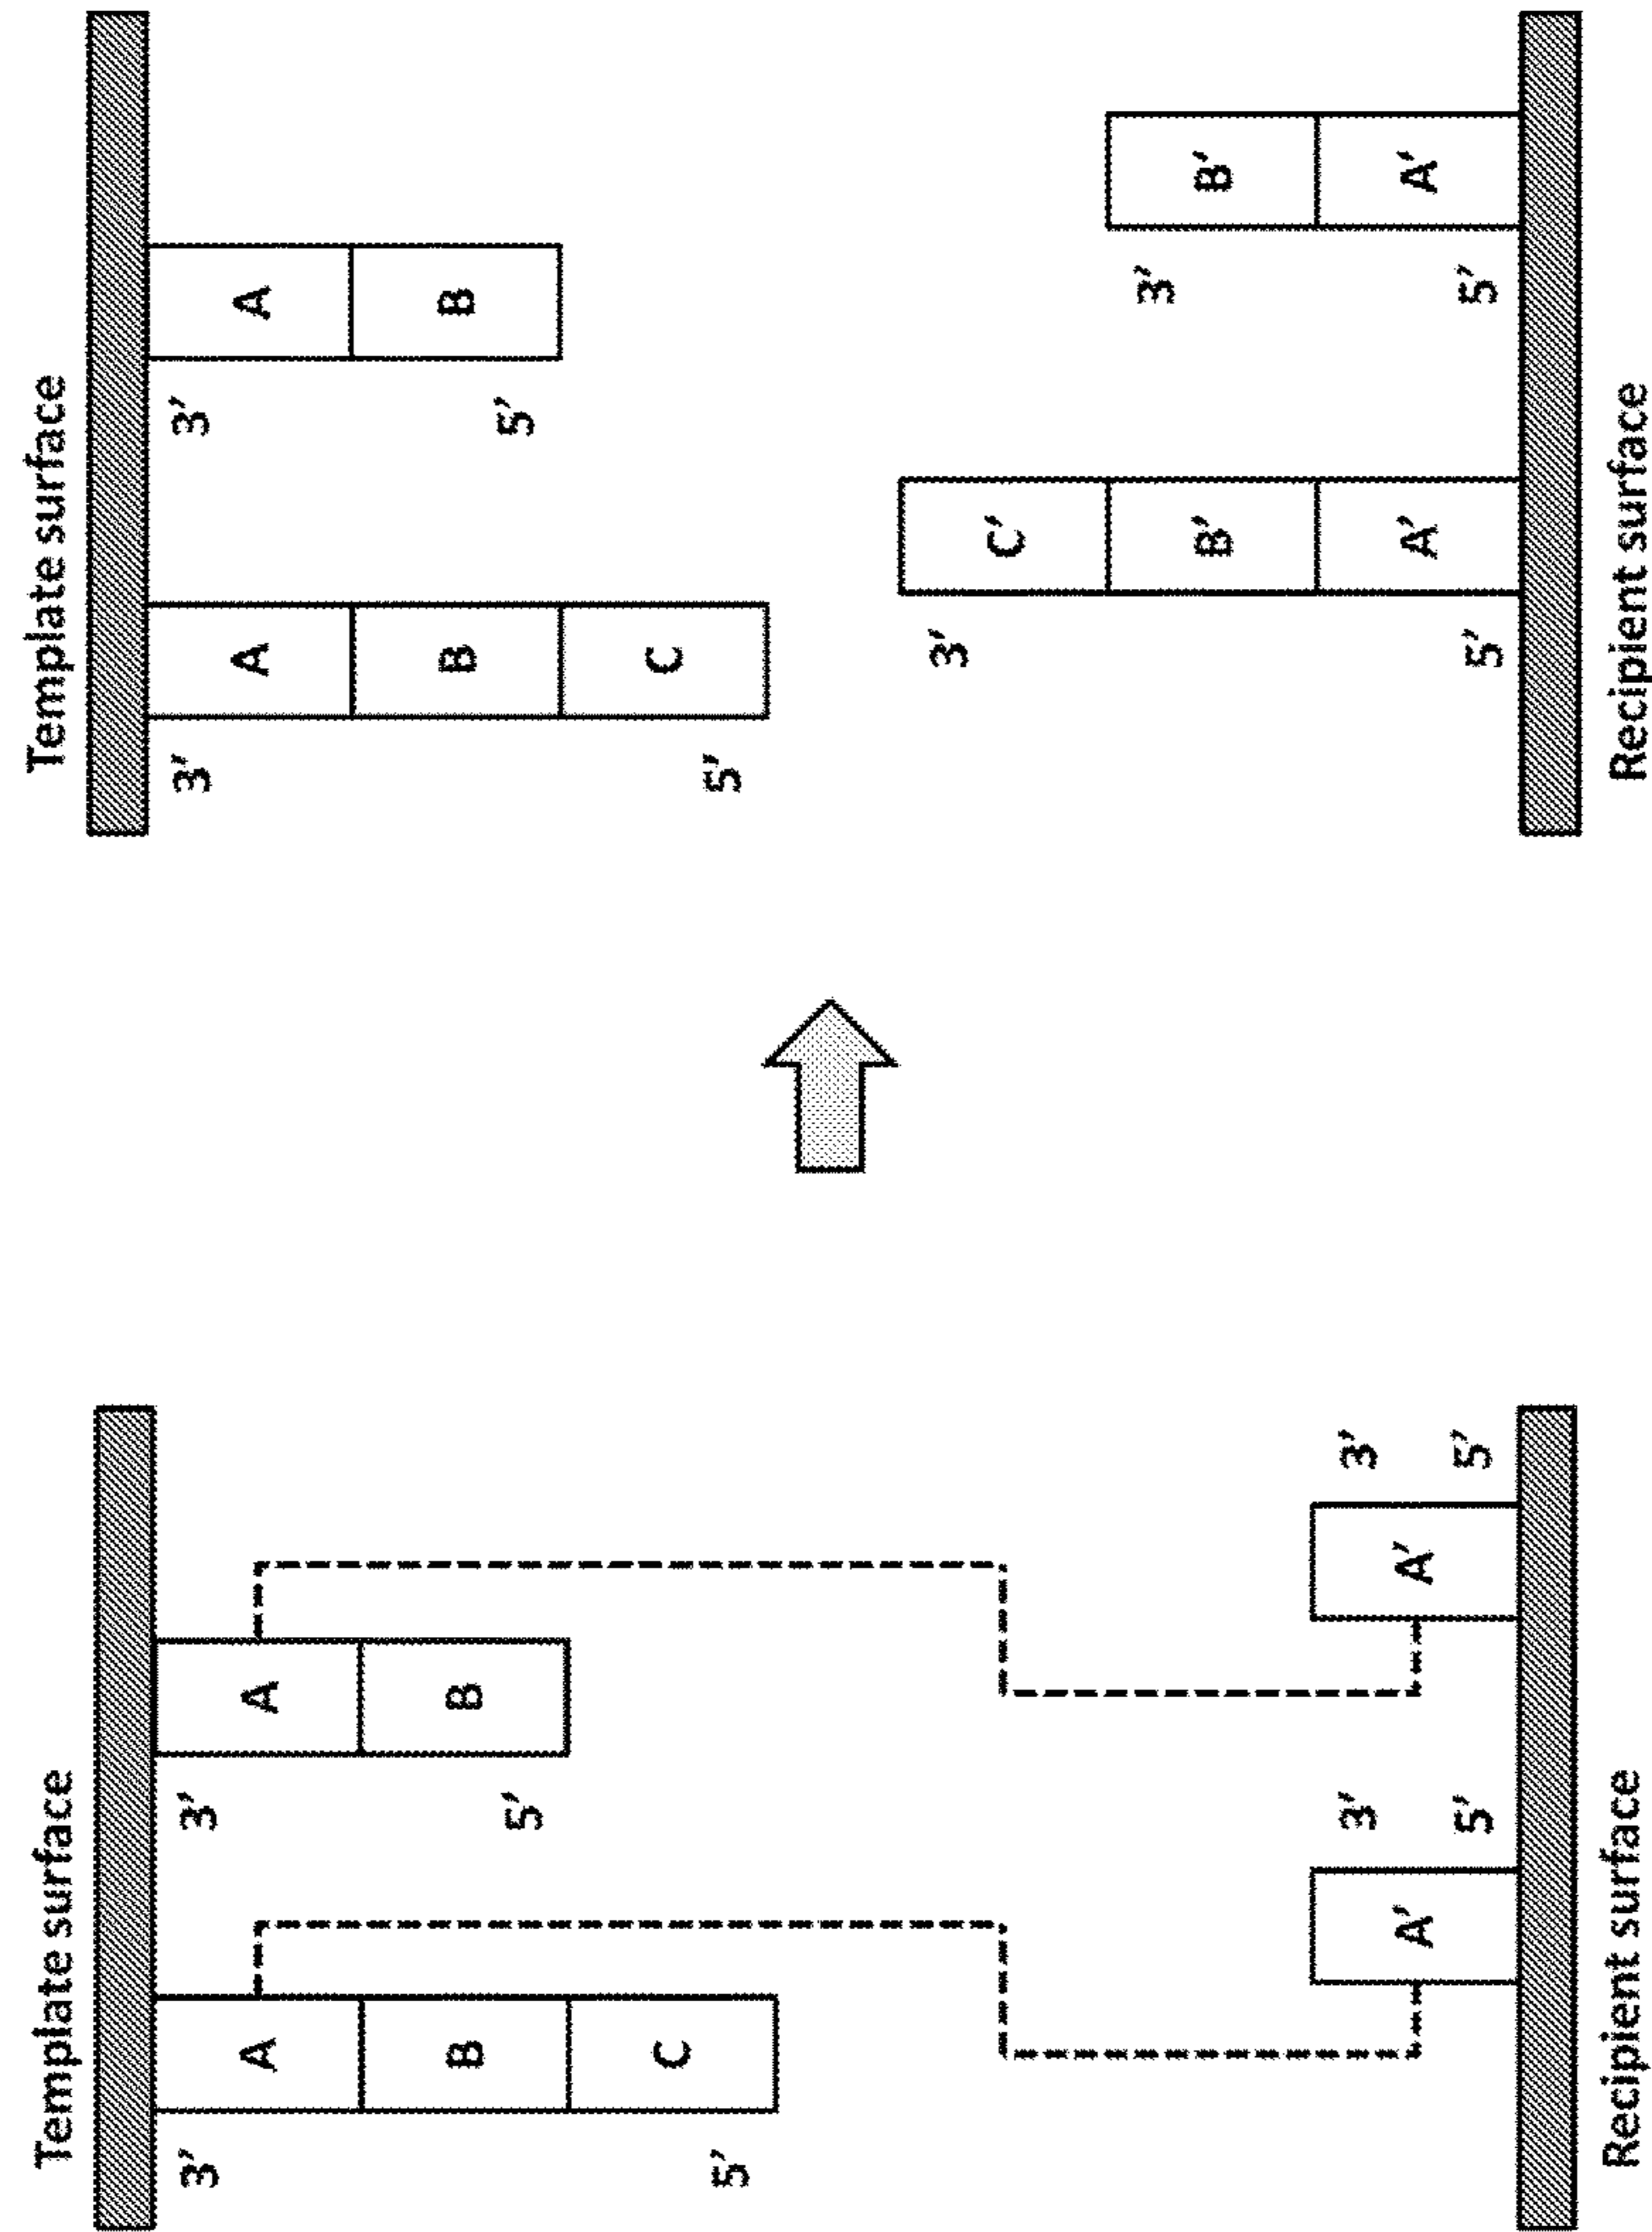 Template surface
3'
A
3'
A
B
B
5'
C
5'
3'
3'
A'
A'
5'
5'
Recipient surface
Template surface
3'
A
3'
A
B
B
5'
C
5'
3'
C'
3'
B'
B'
A'
A'
5'
5'
Recipient surface